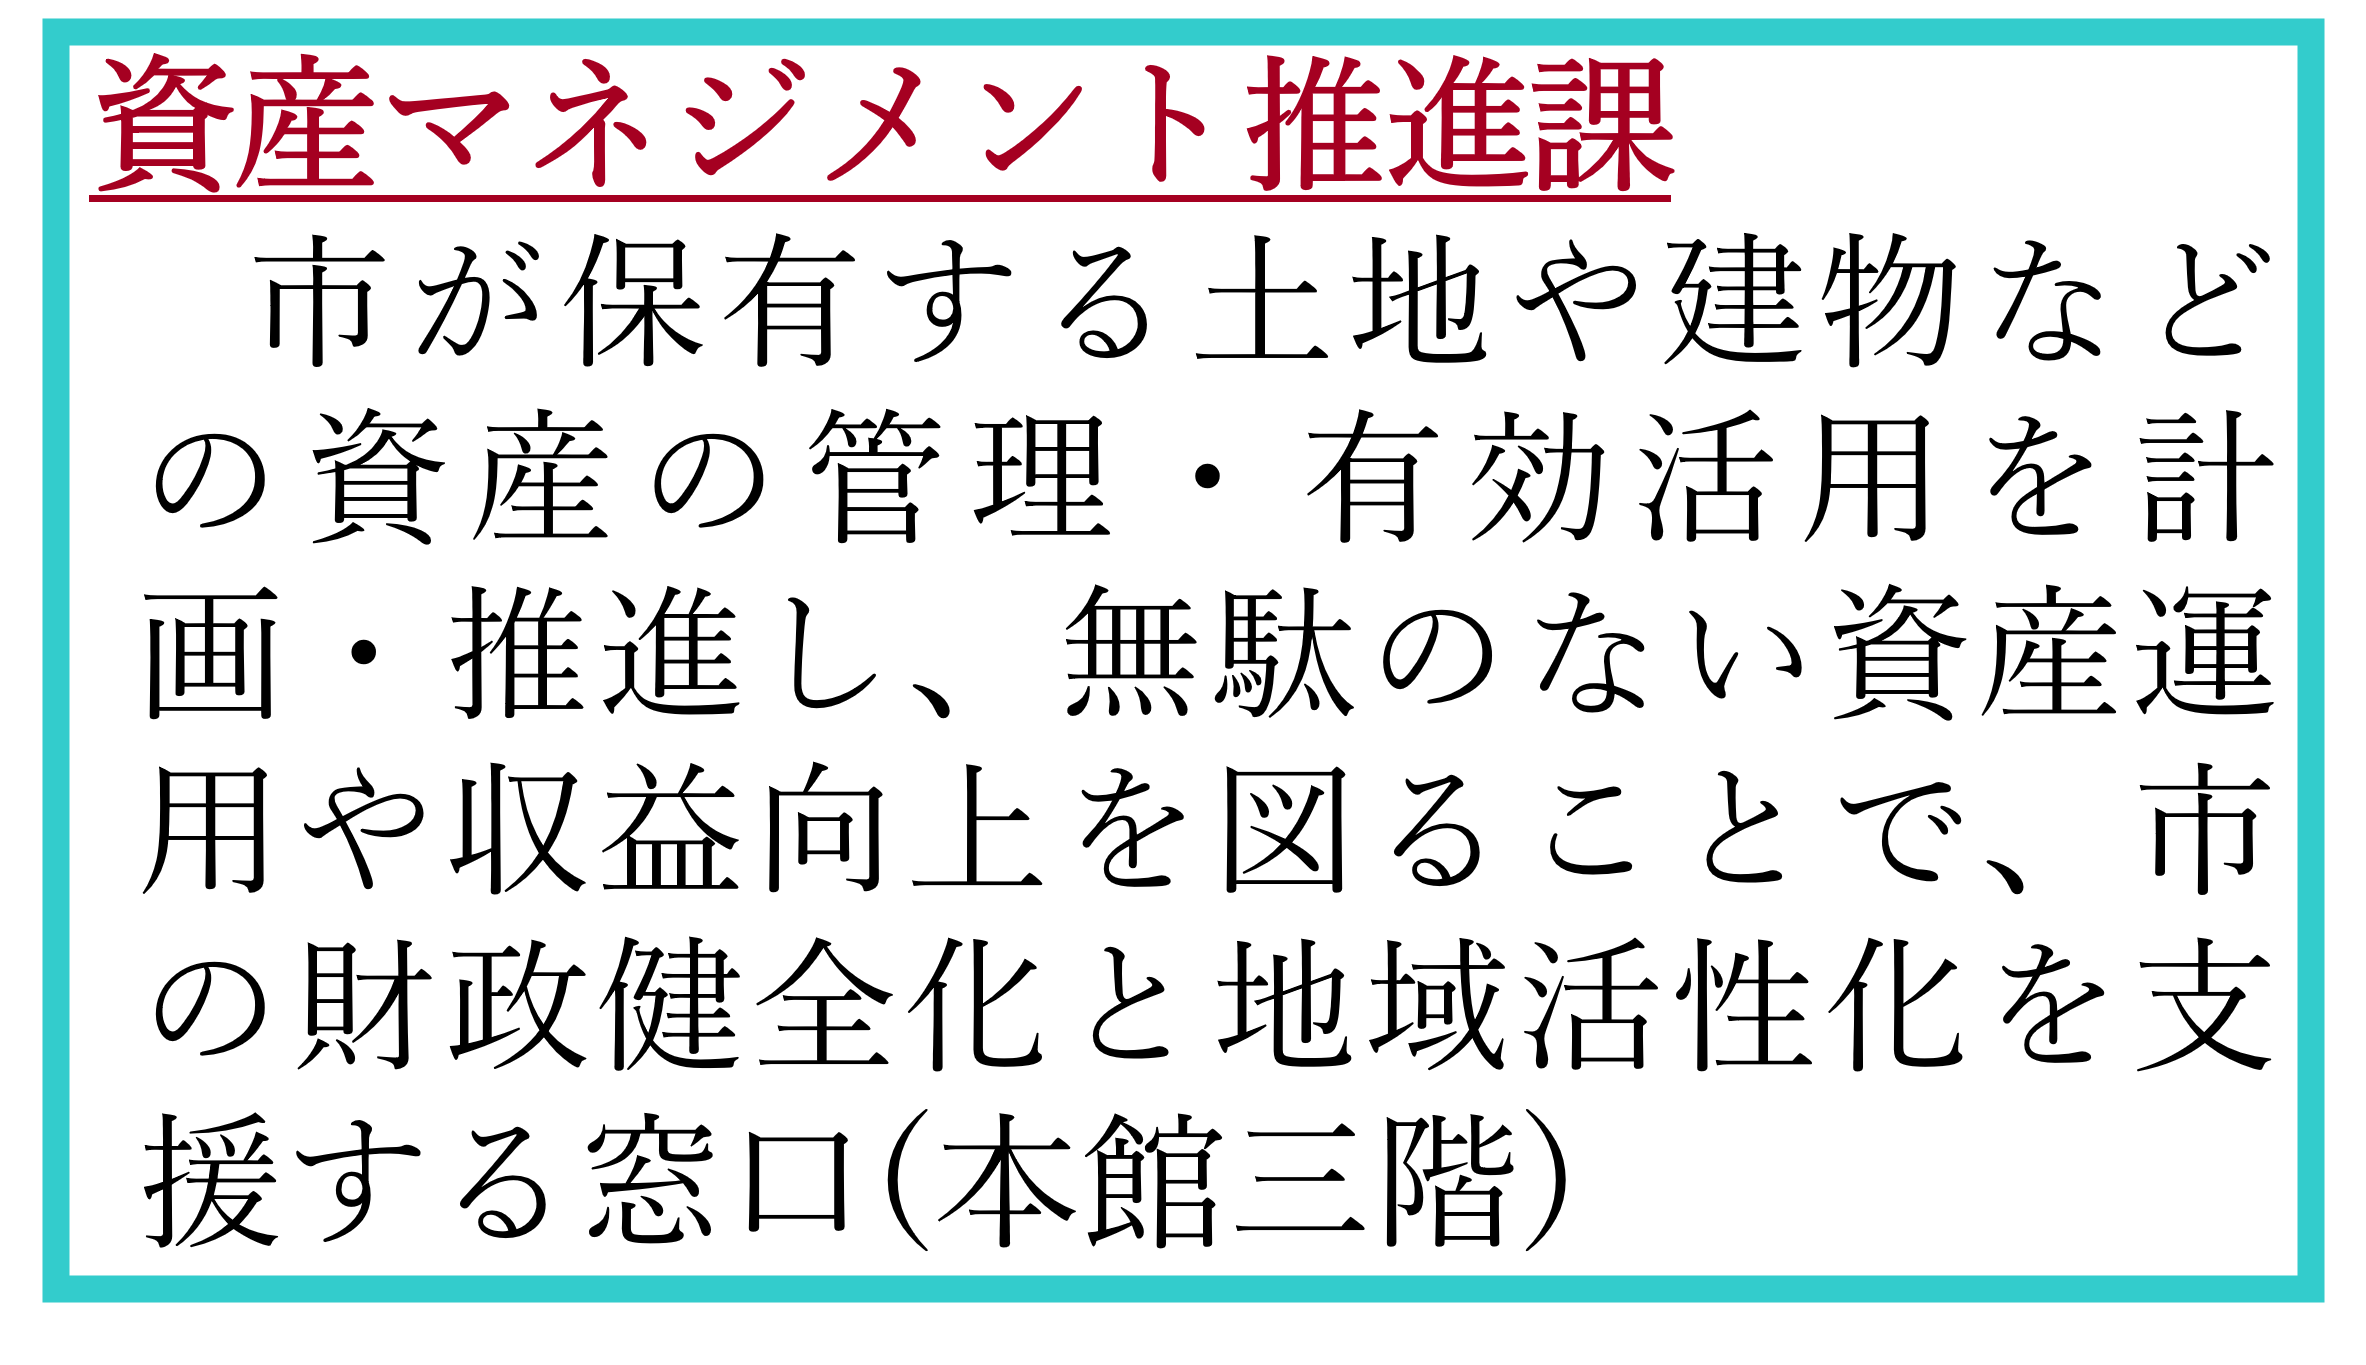 資産マネジメント推進課
市が保有する土地や建物など
の資産の管理・有効活用を計
画・推進し、無駄のない資産運
用や収益向上を図ることで、市
の財政健全化と地域活性化を支
援する窓口(本館三階)